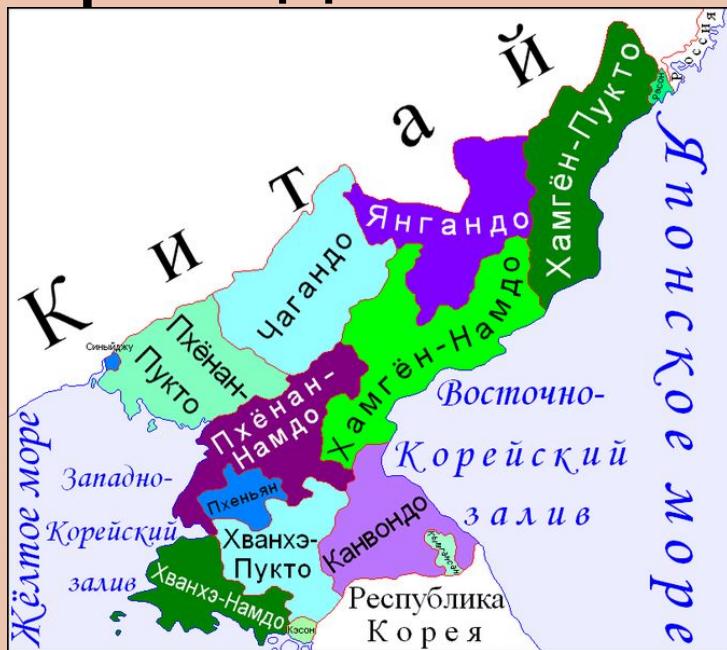 Россия
Китай
Хамгён-Пукто
Расон
Янгандо
Чагандо
Японское море
Синыйджу
Пхёнан-
Пукто
Хамгён-Намдо
Пхёнан-
Намдо
Восточно-
Корейский
залив
Жёлтое море
Западно-
Корейский
залив
Пхеньян
Хванхэ-
Пукто
Канвондо
Хванхэ-Намдо
Кэсон
Республика
Корея